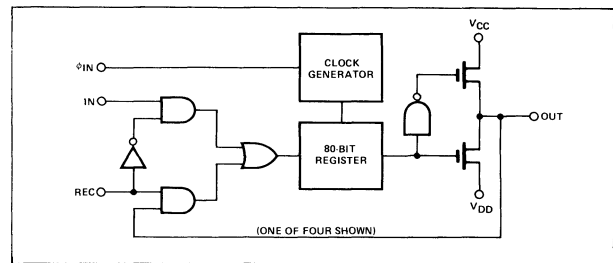 VCC
CLOCK
GENERATOR
ϕIN
IN
OUT
80-BIT
REGISTER
REC
VDD
(ONE OF FOUR SHOWN)